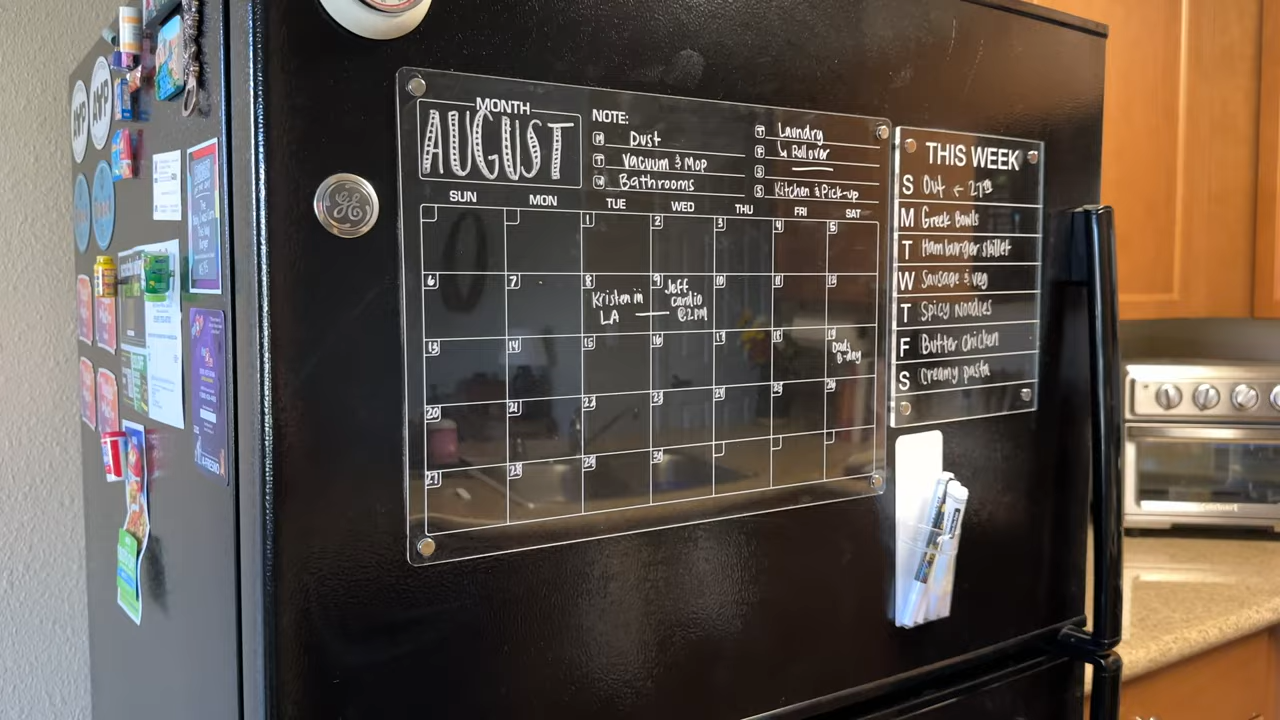 MONTH
AUGUST
NOTE:
M Dust
T Vacuum & Mop
W Bathrooms
T Laundry
F ↳ Rollover
S
S Kitchen & Pick-up
SUN MON TUE WED THU FRI SAT
1 2 3 4 5
6 7 8 9 10 11 12
Kristen in LA
Jeff cardio @2PM
13 14 15 16 17 18 19
Dads B-day
20 21 22 23 24 25 26
27 28 29 30
THIS WEEK
S Out ← 27th
M Greek Bowls
T Hamburger skillet
W Sausage & veg
T Spicy Noodles
F Butter Chicken
S Creamy pasta
GE